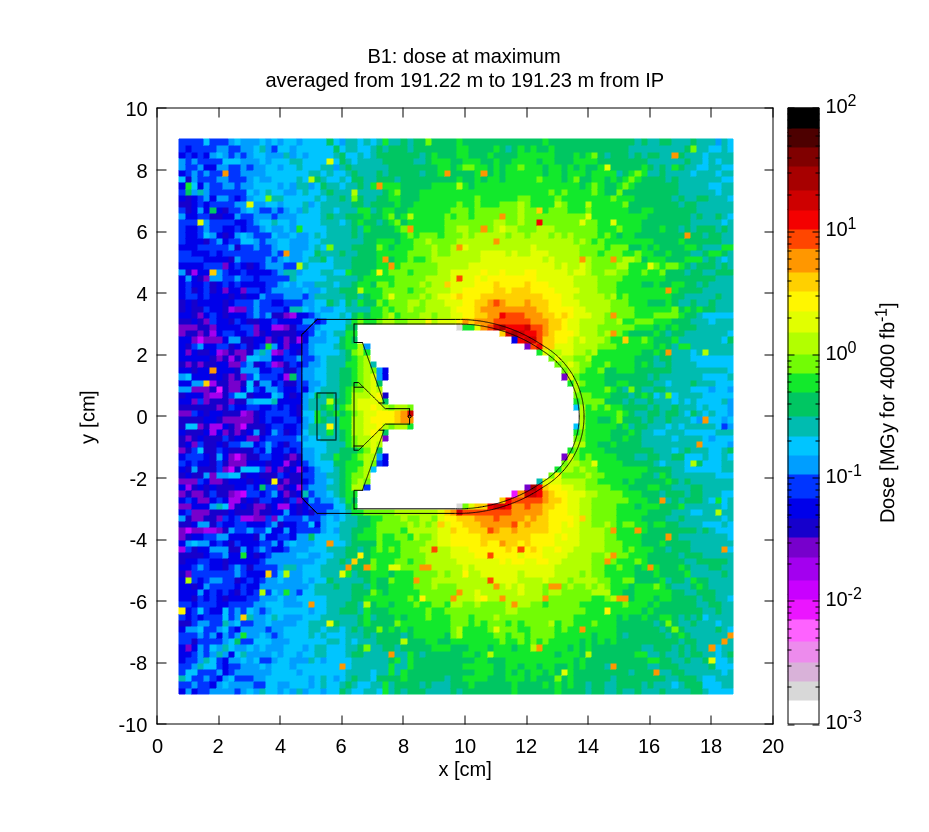 B1: dose at maximum
averaged from 191.22 m to 191.23 m from IP
10
8
6
4
2
0
-2
-4
-6
-8
-10
y [cm]
0 2 4 6 8 10 12 14 16 18 20
x [cm]
10²
10¹
10⁰
10⁻¹
10⁻²
10⁻³
Dose [MGy for 4000 fb⁻¹]